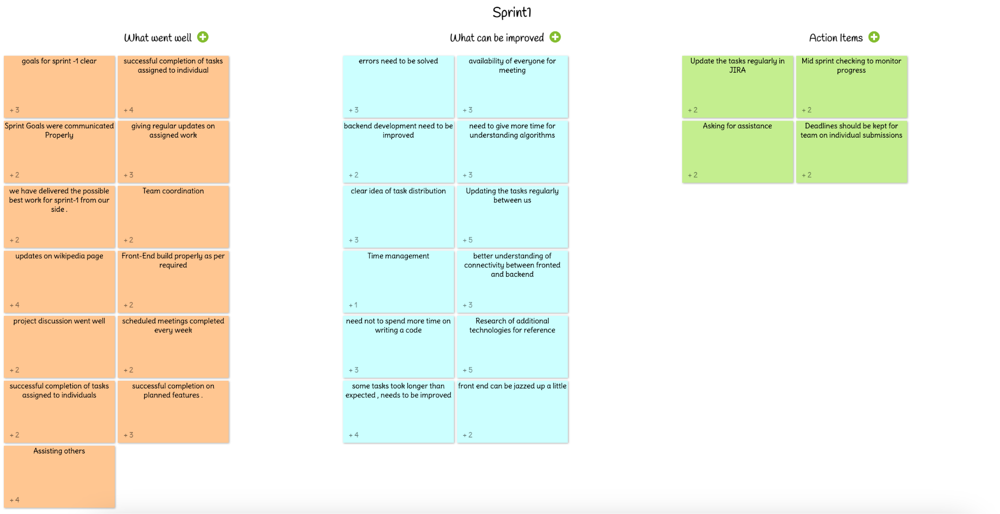 Sprint1
What went well
goals for sprint -1 clear
+ 3
successful completion of tasks
assigned to individual
+ 4
Sprint Goals were communicated
Properly
+ 2
giving regular updates on
assigned work
+ 3
we have delivered the possible
best work for sprint-1 from our
side .
+ 2
Team coordination
+ 2
updates on wikipedia page
+ 4
Front-End build properly as per
required
+ 2
project discussion went well
+ 2
scheduled meetings completed
every week
+ 2
successful completion of tasks
assigned to individuals
+ 2
successful completion on
planned features .
+ 3
Assisting others
+ 4
What can be improved
errors need to be solved
+ 3
availability of everyone for
meeting
+ 3
backend development need to be
improved
+ 2
need to give more time for
understanding algorithms
+ 3
clear idea of task distribution
+ 3
Updating the tasks regularly
between us
+ 5
Time management
+ 1
better understanding of
connectivity between fronted
and backend
+ 3
need not to spend more time on
writing a code
+ 3
Research of additional
technologies for reference
+ 5
some tasks took longer than
expected , needs to be improved
+ 4
front end can be jazzed up a little
+ 2
Action Items
Update the tasks regularly in
JIRA
+ 2
Mid sprint checking to monitor
progress
+ 2
Asking for assistance
+ 2
Deadlines should be kept for
team on individual submissions
+ 2